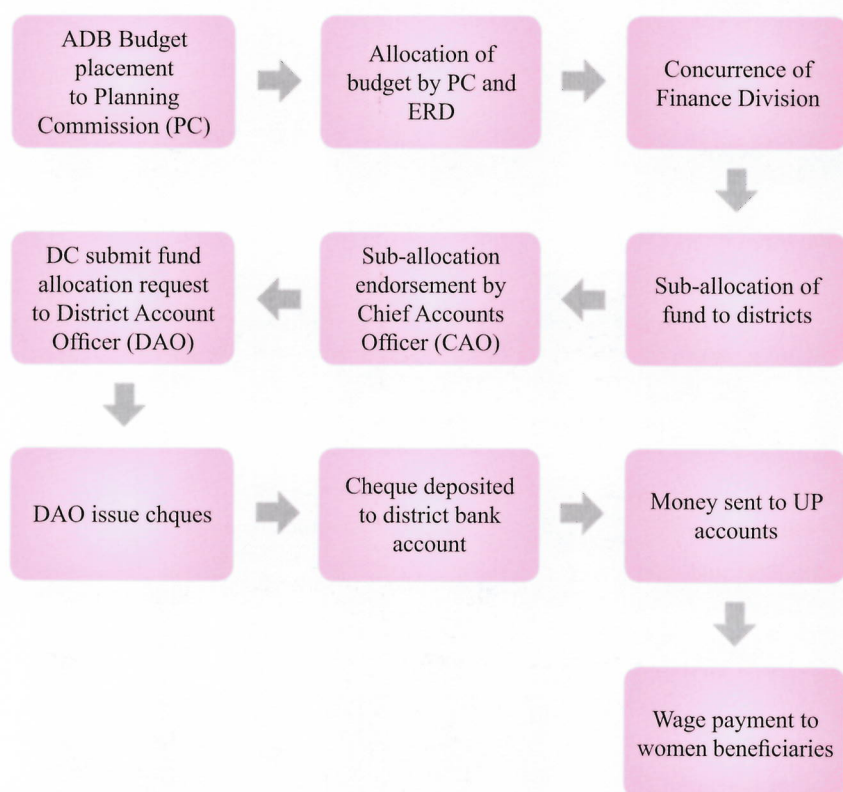 ADB Budget
placement
to Planning
Commission (PC)
Allocation of
budget by PC and
ERD
Concurrence of
Finance Division
Sub-allocation of
fund to districts
Sub-allocation
endorsement by
Chief Accounts
Officer (CAO)
DC submit fund
allocation request
to District Account
Officer (DAO)
DAO issue chques
Cheque deposited
to district bank
account
Money sent to UP
accounts
Wage payment to
women beneficiaries